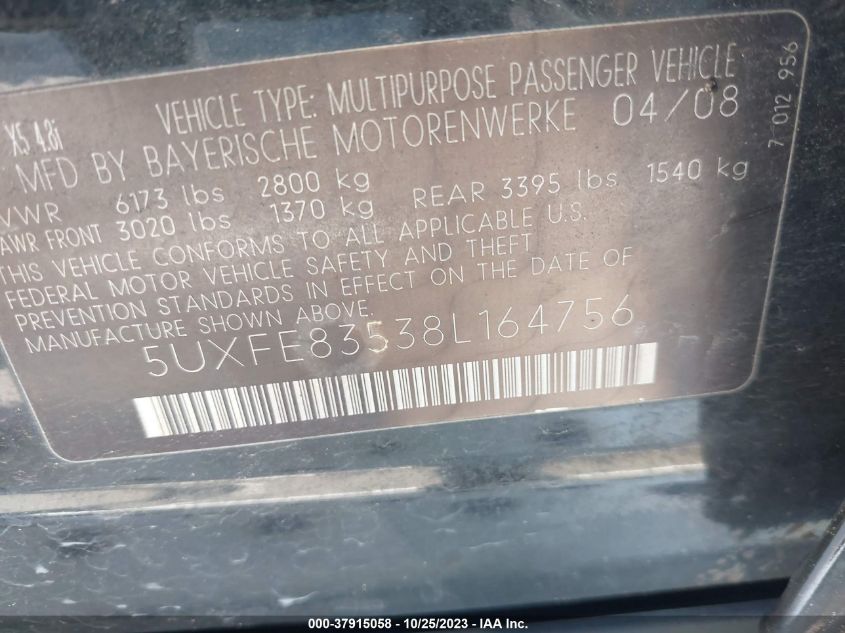 X5 4.8i
VEHICLE TYPE: MULTIPURPOSE PASSENGER VEHICLE
MFD BY BAYERISCHE MOTORENWERKE 04/08
VWR 6173 lbs 2800 kg
AWR FRONT 3020 lbs 1370 kg REAR 3395 lbs 1540 kg
THIS VEHICLE CONFORMS TO ALL APPLICABLE U.S.
FEDERAL MOTOR VEHICLE SAFETY AND THEFT
PREVENTION STANDARDS IN EFFECT ON THE DATE OF
MANUFACTURE SHOWN ABOVE.
5UXFE83538L164756
7 012 956
000-37915058 - 10/25/2023 - IAA Inc.